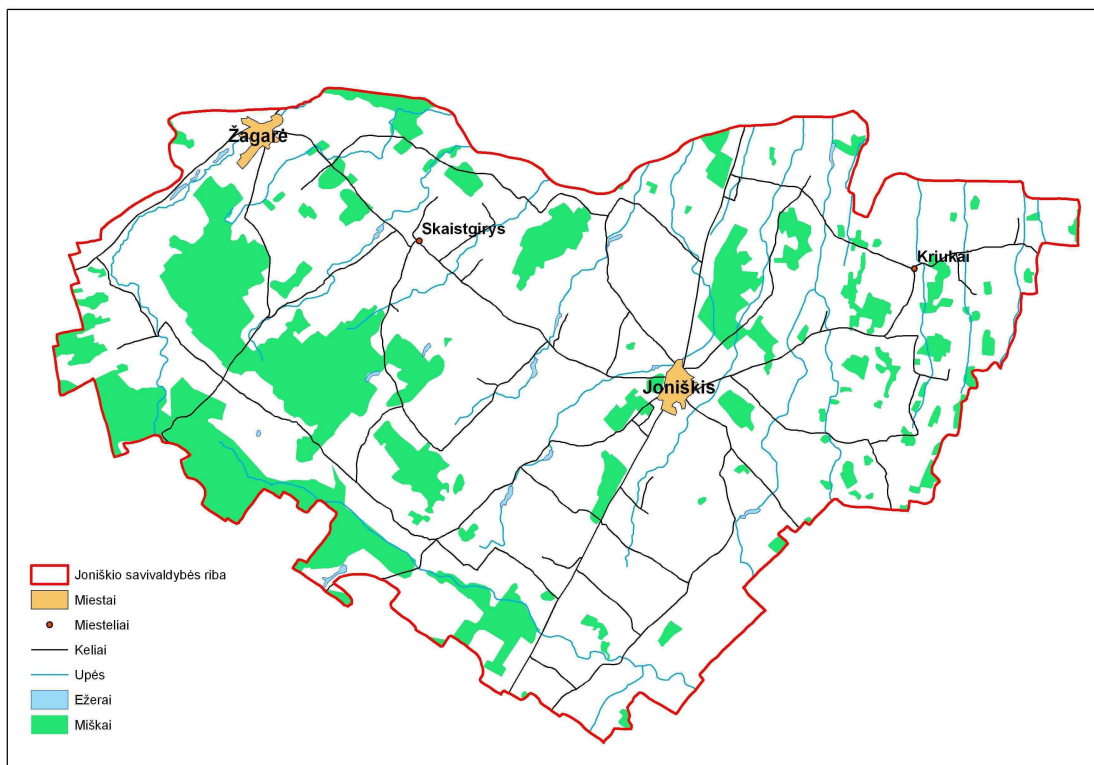 Žagarė
Skaistgirys
Kriukai
Joniškis
Joniškio savivaldybės riba
Miestai
Miesteliai
Keliai
Upės
Ežerai
Miškai